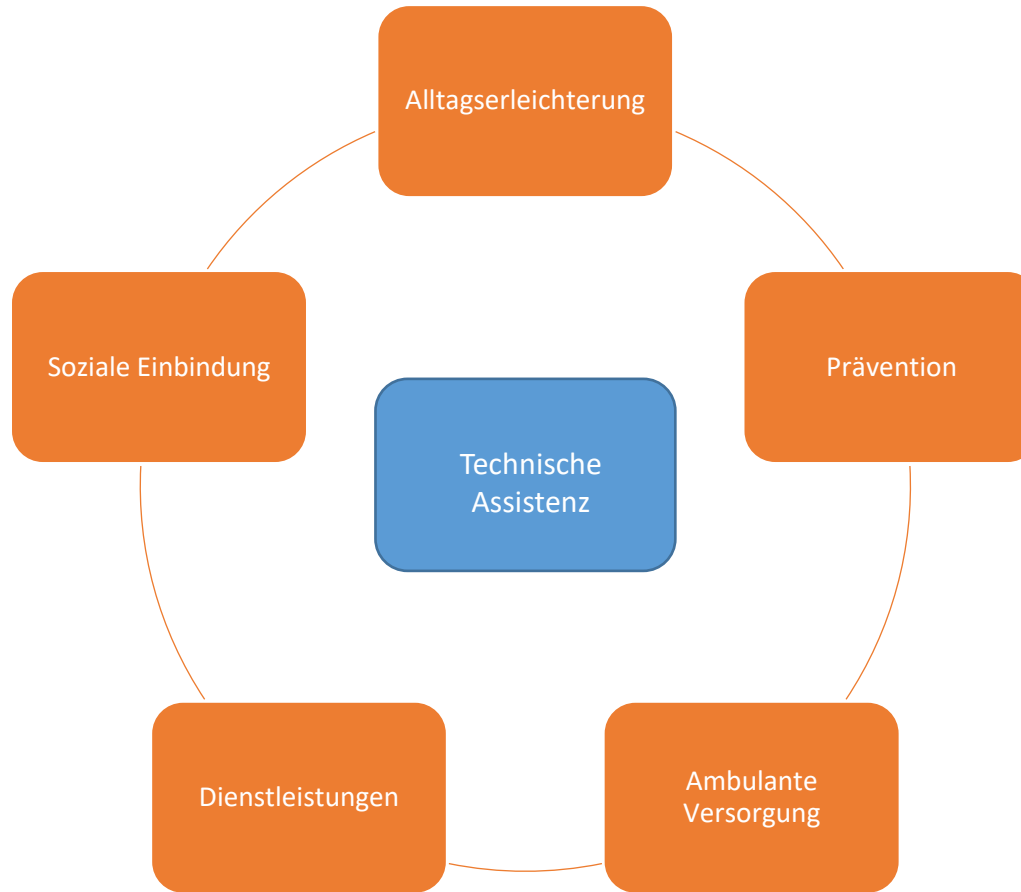 Alltagserleichterung
Soziale Einbindung
Prävention
Technische
Assistenz
Dienstleistungen
Ambulante
Versorgung